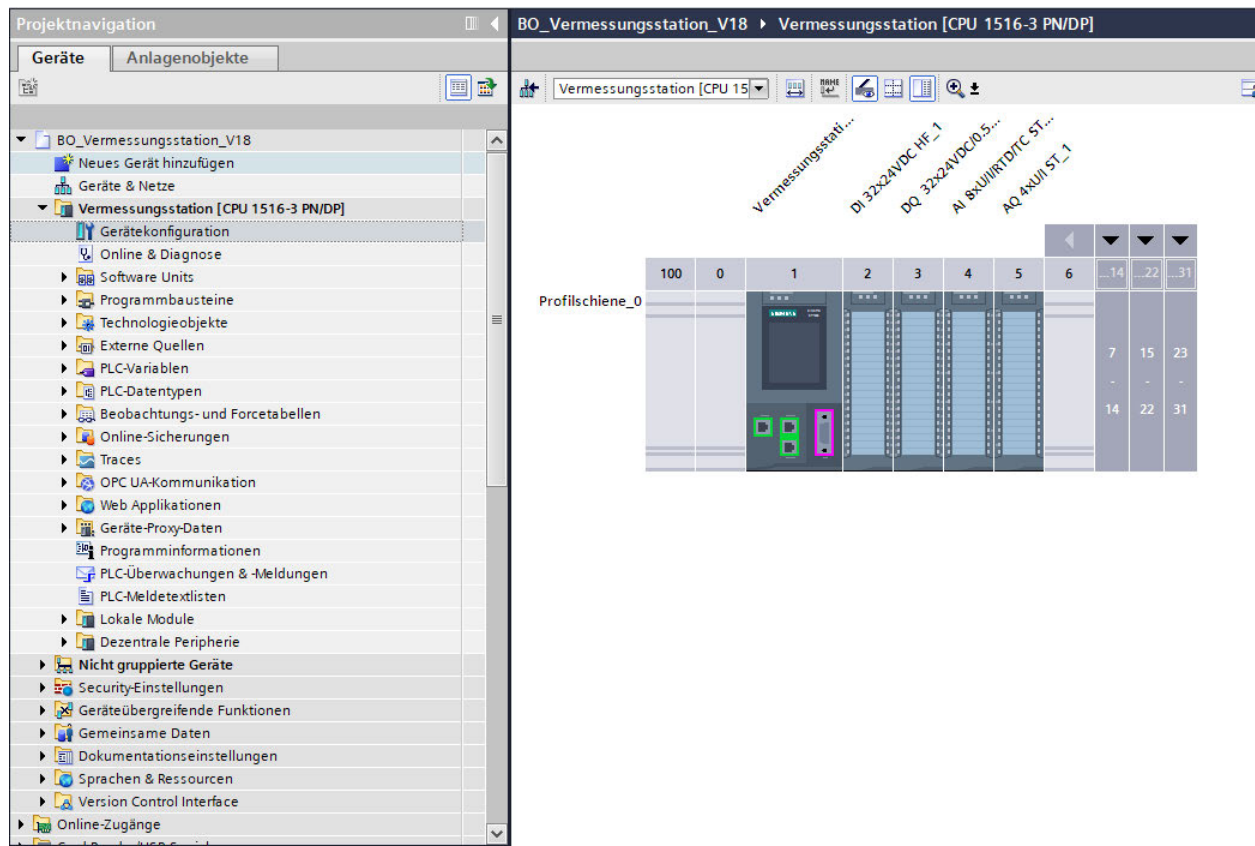 Projektnavigation
Geräte
Anlagenobjekte
BO_Vermessungsstation_V18
Neues Gerät hinzufügen
Geräte & Netze
Vermessungsstation [CPU 1516-3 PN/DP]
Gerätekonfiguration
Online & Diagnose
Software Units
Programmbausteine
Technologieobjekte
Externe Quellen
PLC-Variablen
PLC-Datentypen
Beobachtungs- und Forcetabellen
Online-Sicherungen
Traces
OPC UA-Kommunikation
Web Applikationen
Geräte-Proxy-Daten
Programminformationen
PLC-Überwachungen & -Meldungen
PLC-Meldetextlisten
Lokale Module
Dezentrale Peripherie
Nicht gruppierte Geräte
Security-Einstellungen
Geräteübergreifende Funktionen
Gemeinsame Daten
Dokumentationseinstellungen
Sprachen & Ressourcen
Version Control Interface
Online-Zugänge
BO_Vermessungsstation_V18 Vermessungsstation [CPU 1516-3 PN/DP]
Vermessungsstation [CPU 15
Vermessungsstati...
DI 32x24VDC HF_1
DQ 32x24VDC/0.5...
AI 8xU/I/RTD/TC ST...
AQ 4xU/I ST_1
100 0 1 2 3 4 5 6 ...14 ...22 ...31
Profilschiene_0
SIEMENS
7 15 23
- - -
14 22 31